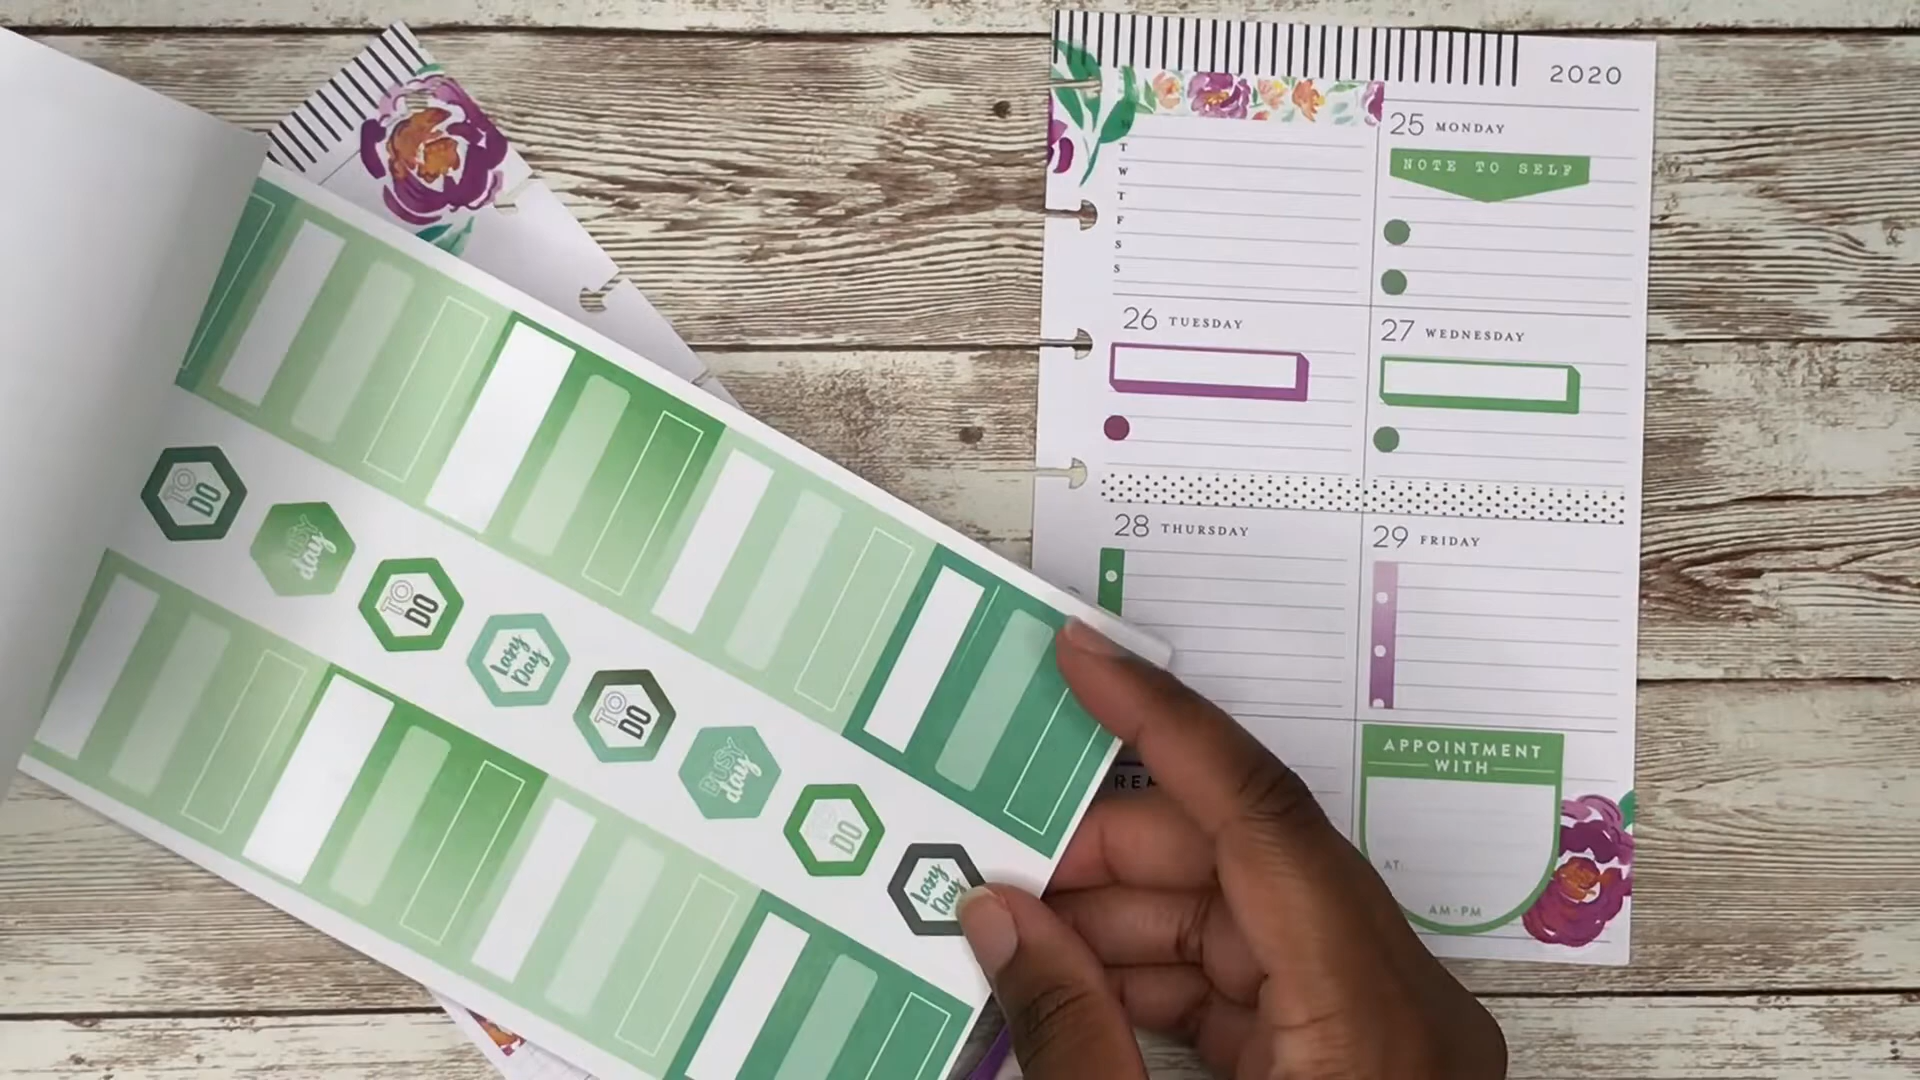 2020
25 MONDAY
NOTE TO SELF
T
W
T
F
S
S
26 TUESDAY
27 WEDNESDAY
28 THURSDAY
29 FRIDAY
APPOINTMENT
WITH
AT:
AM-PM
TO
DO
day
TO
DO
Lazy
Day
TO
DO
BUSY
day
DO
Lazy
Day